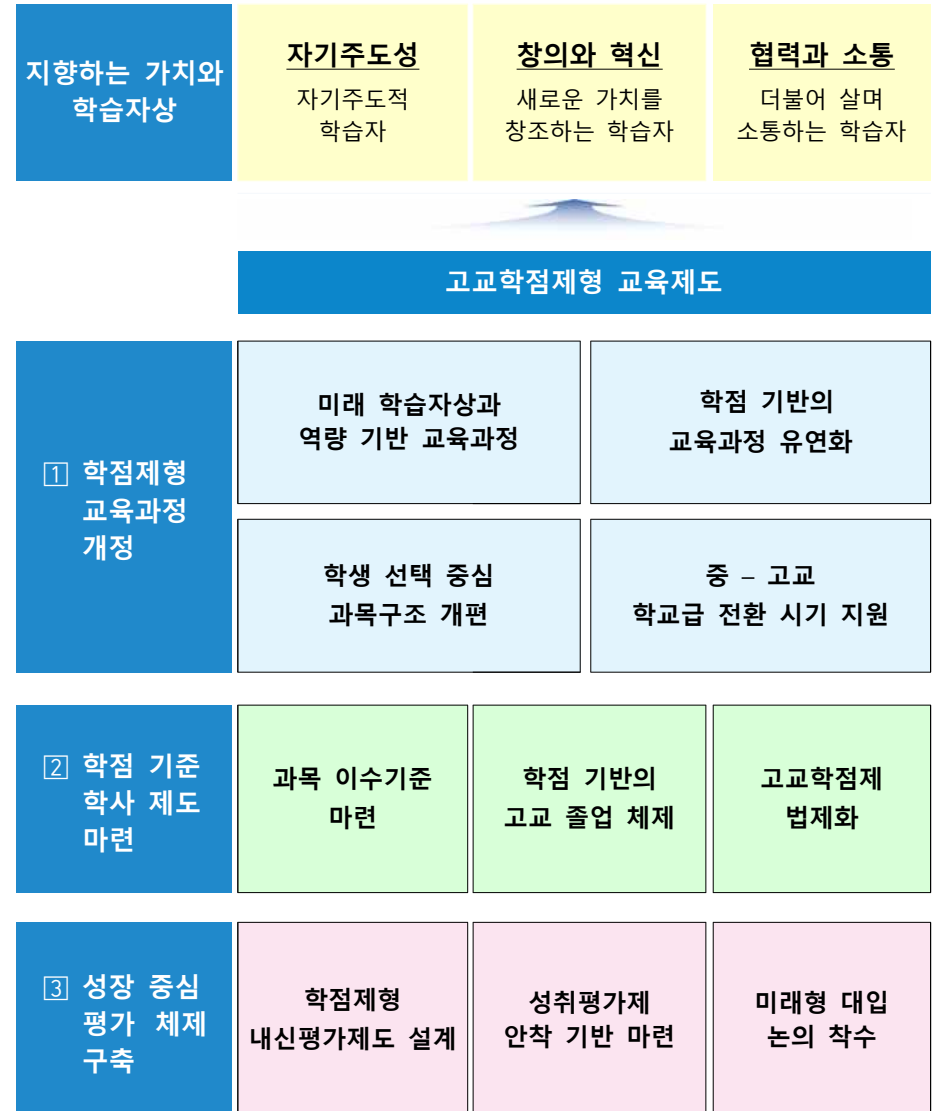 지향하는 가치와
학습자상
자기주도성
자기주도적
학습자
창의와 혁신
새로운 가치를
창조하는 학습자
협력과 소통
더불어 살며
소통하는 학습자
고교학점제형 교육제도
1 학점제형
교육과정
개정
미래 학습자상과
역량 기반 교육과정
학점 기반의
교육과정 유연화
학생 선택 중심
과목구조 개편
중 – 고교
학교급 전환 시기 지원
2 학점 기준
학사 제도
마련
과목 이수기준
마련
학점 기반의
고교 졸업 체제
고교학점제
법제화
3 성장 중심
평가 체제
구축
학점제형
내신평가제도 설계
성취평가제
안착 기반 마련
미래형 대입
논의 착수